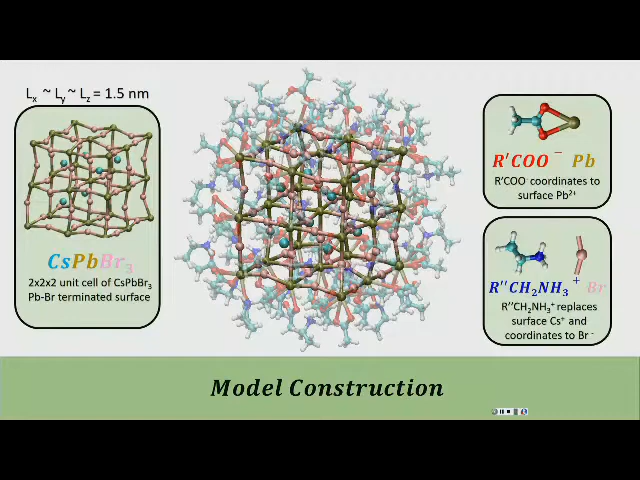 Lx ~ Ly ~ Lz = 1.5 nm
CsPbBr3
2x2x2 unit cell of CsPbBr3
Pb-Br terminated surface
R'COO⁻ Pb
R'COO⁻ coordinates to
surface Pb²⁺
R''CH2NH3⁺ Br
R''CH2NH3⁺ replaces
surface Cs⁺ and
coordinates to Br⁻
Model Construction